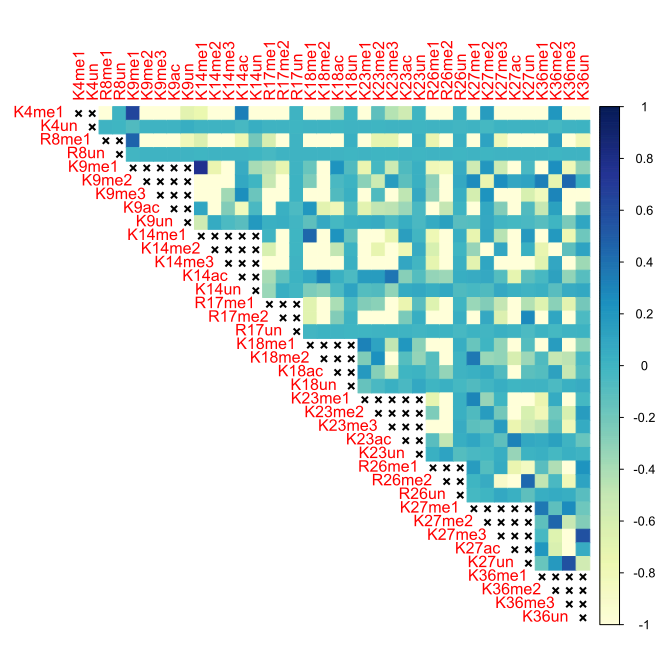 K4me1
K4un
R8me1
R8un
K9me1
K9me2
K9me3
K9ac
K9un
K14me1
K14me2
K14me3
K14ac
K14un
R17me1
R17me2
R17un
K18me1
K18me2
K18ac
K18un
K23me1
K23me2
K23me3
K23ac
K23un
R26me1
R26me2
R26un
K27me1
K27me2
K27me3
K27ac
K27un
K36me1
K36me2
K36me3
K36un
K4me1
K4un
R8me1
R8un
K9me1
K9me2
K9me3
K9ac
K9un
K14me1
K14me2
K14me3
K14ac
K14un
R17me1
R17me2
R17un
K18me1
K18me2
K18ac
K18un
K23me1
K23me2
K23me3
K23ac
K23un
R26me1
R26me2
R26un
K27me1
K27me2
K27me3
K27ac
K27un
K36me1
K36me2
K36me3
K36un
1
0.8
0.6
0.4
0.2
0
-0.2
-0.4
-0.6
-0.8
-1